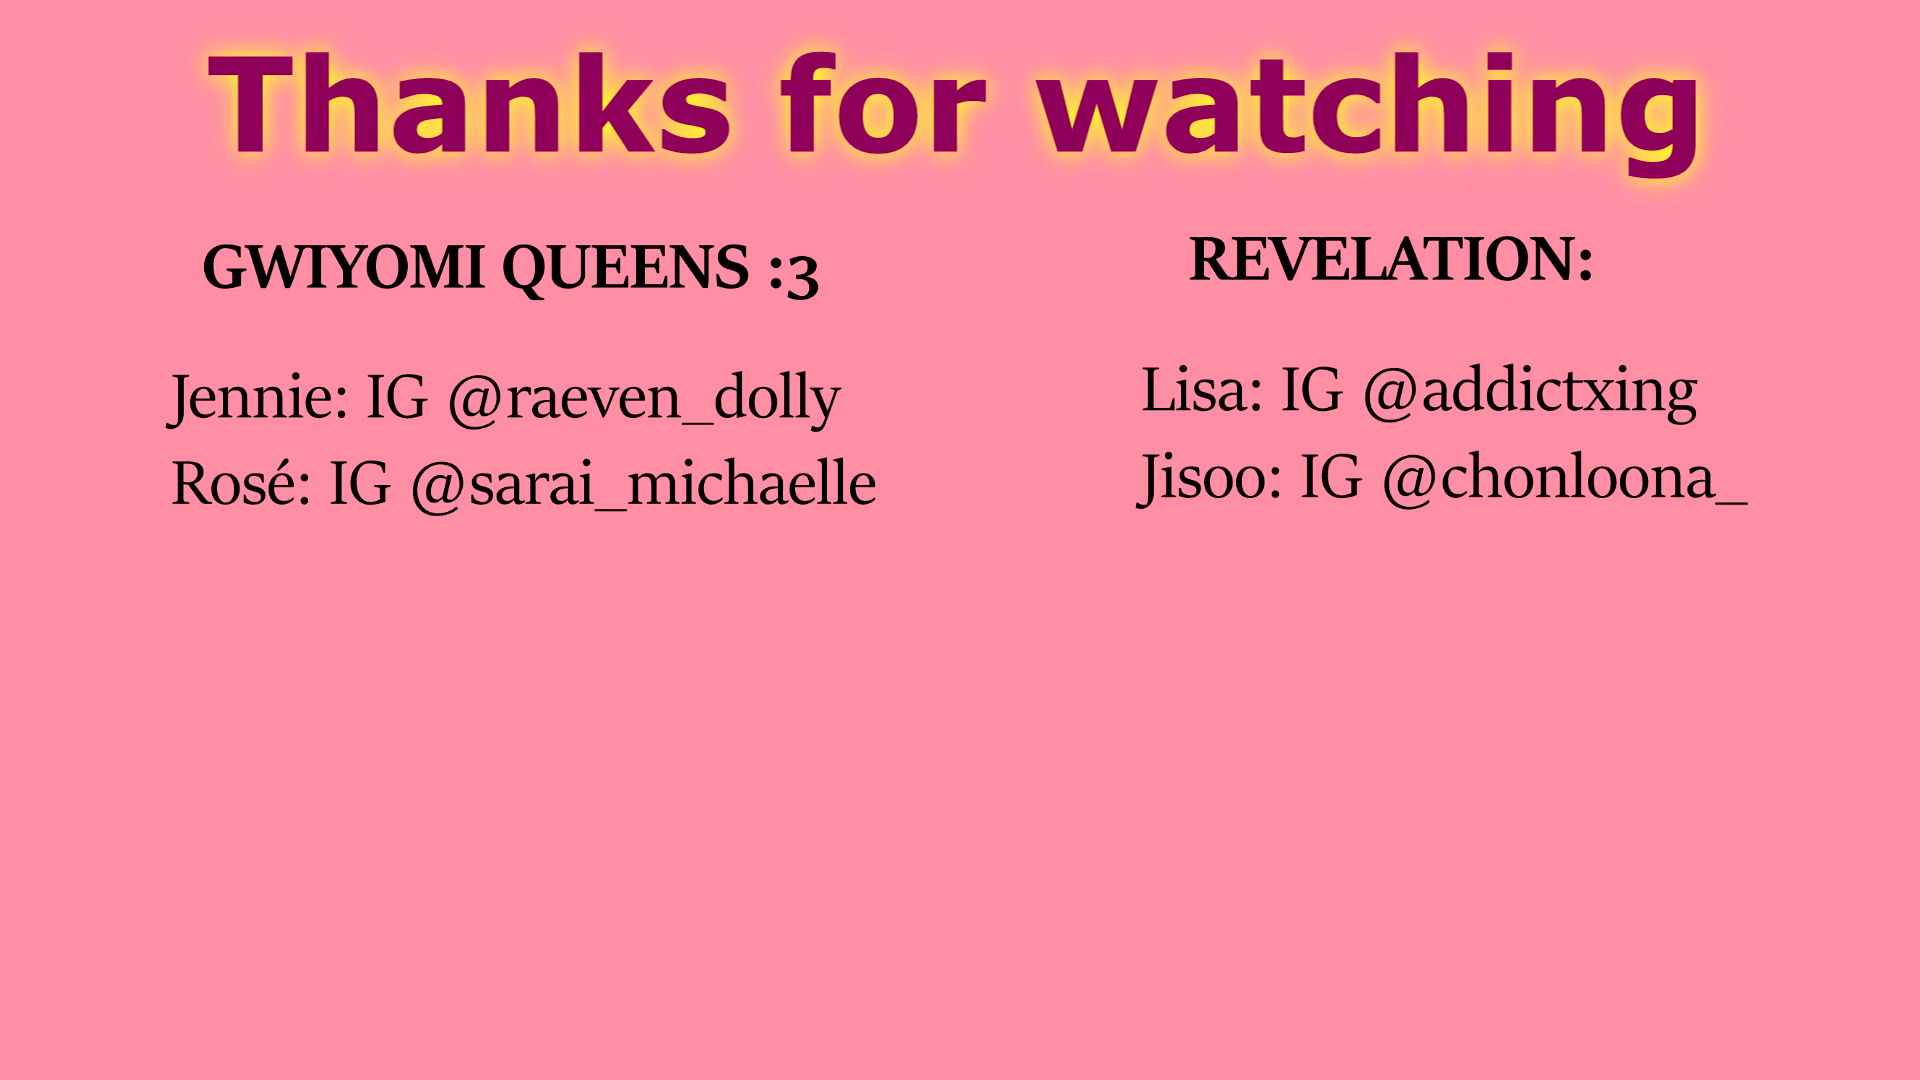 Thanks for watching
GWIYOMI QUEENS :3
Jennie: IG @raeven_dolly
Rosé: IG @sarai_michaelle
REVELATION:
Lisa: IG @addictxing
Jisoo: IG @chonloona_